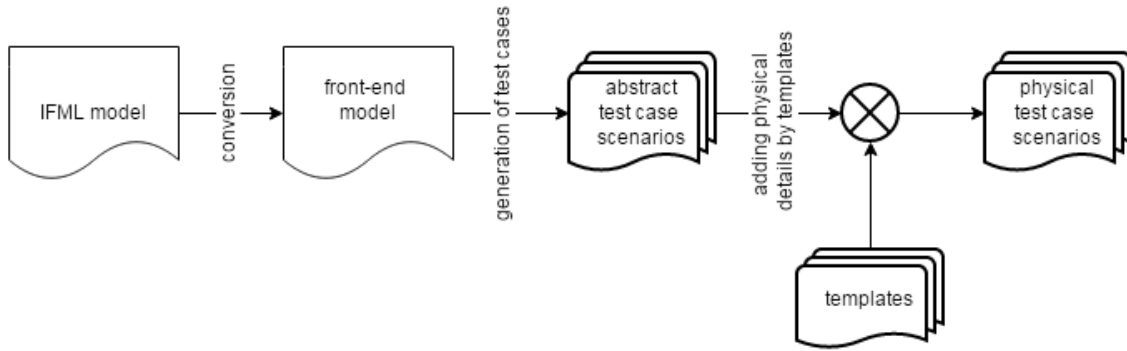 IFML model
conversion
front-end
model
generation of test cases
abstract
test case
scenarios
adding physical
details by templates
physical
test case
scenarios
templates